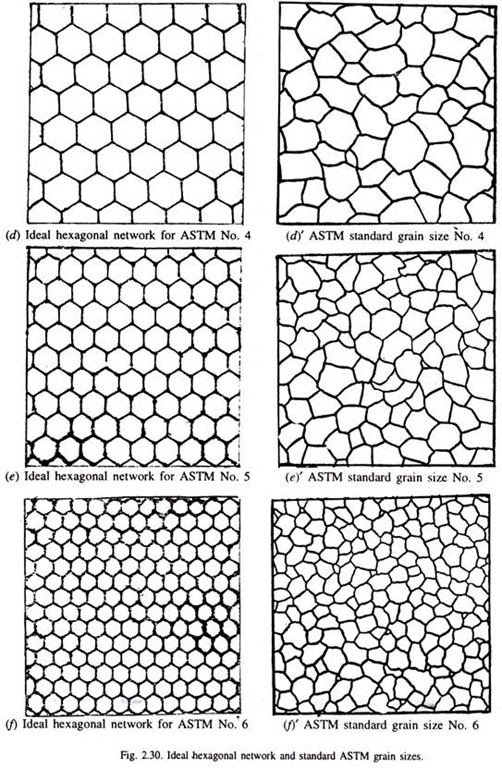 (d) Ideal hexagonal network for ASTM No. 4
(d)′ ASTM standard grain size No. 4
(e) Ideal hexagonal network for ASTM No. 5
(e)′ ASTM standard grain size No. 5
(f) Ideal hexagonal network for ASTM No. 6
(f)′ ASTM standard grain size No. 6
Fig. 2.30. Ideal hexagonal network and standard ASTM grain sizes.